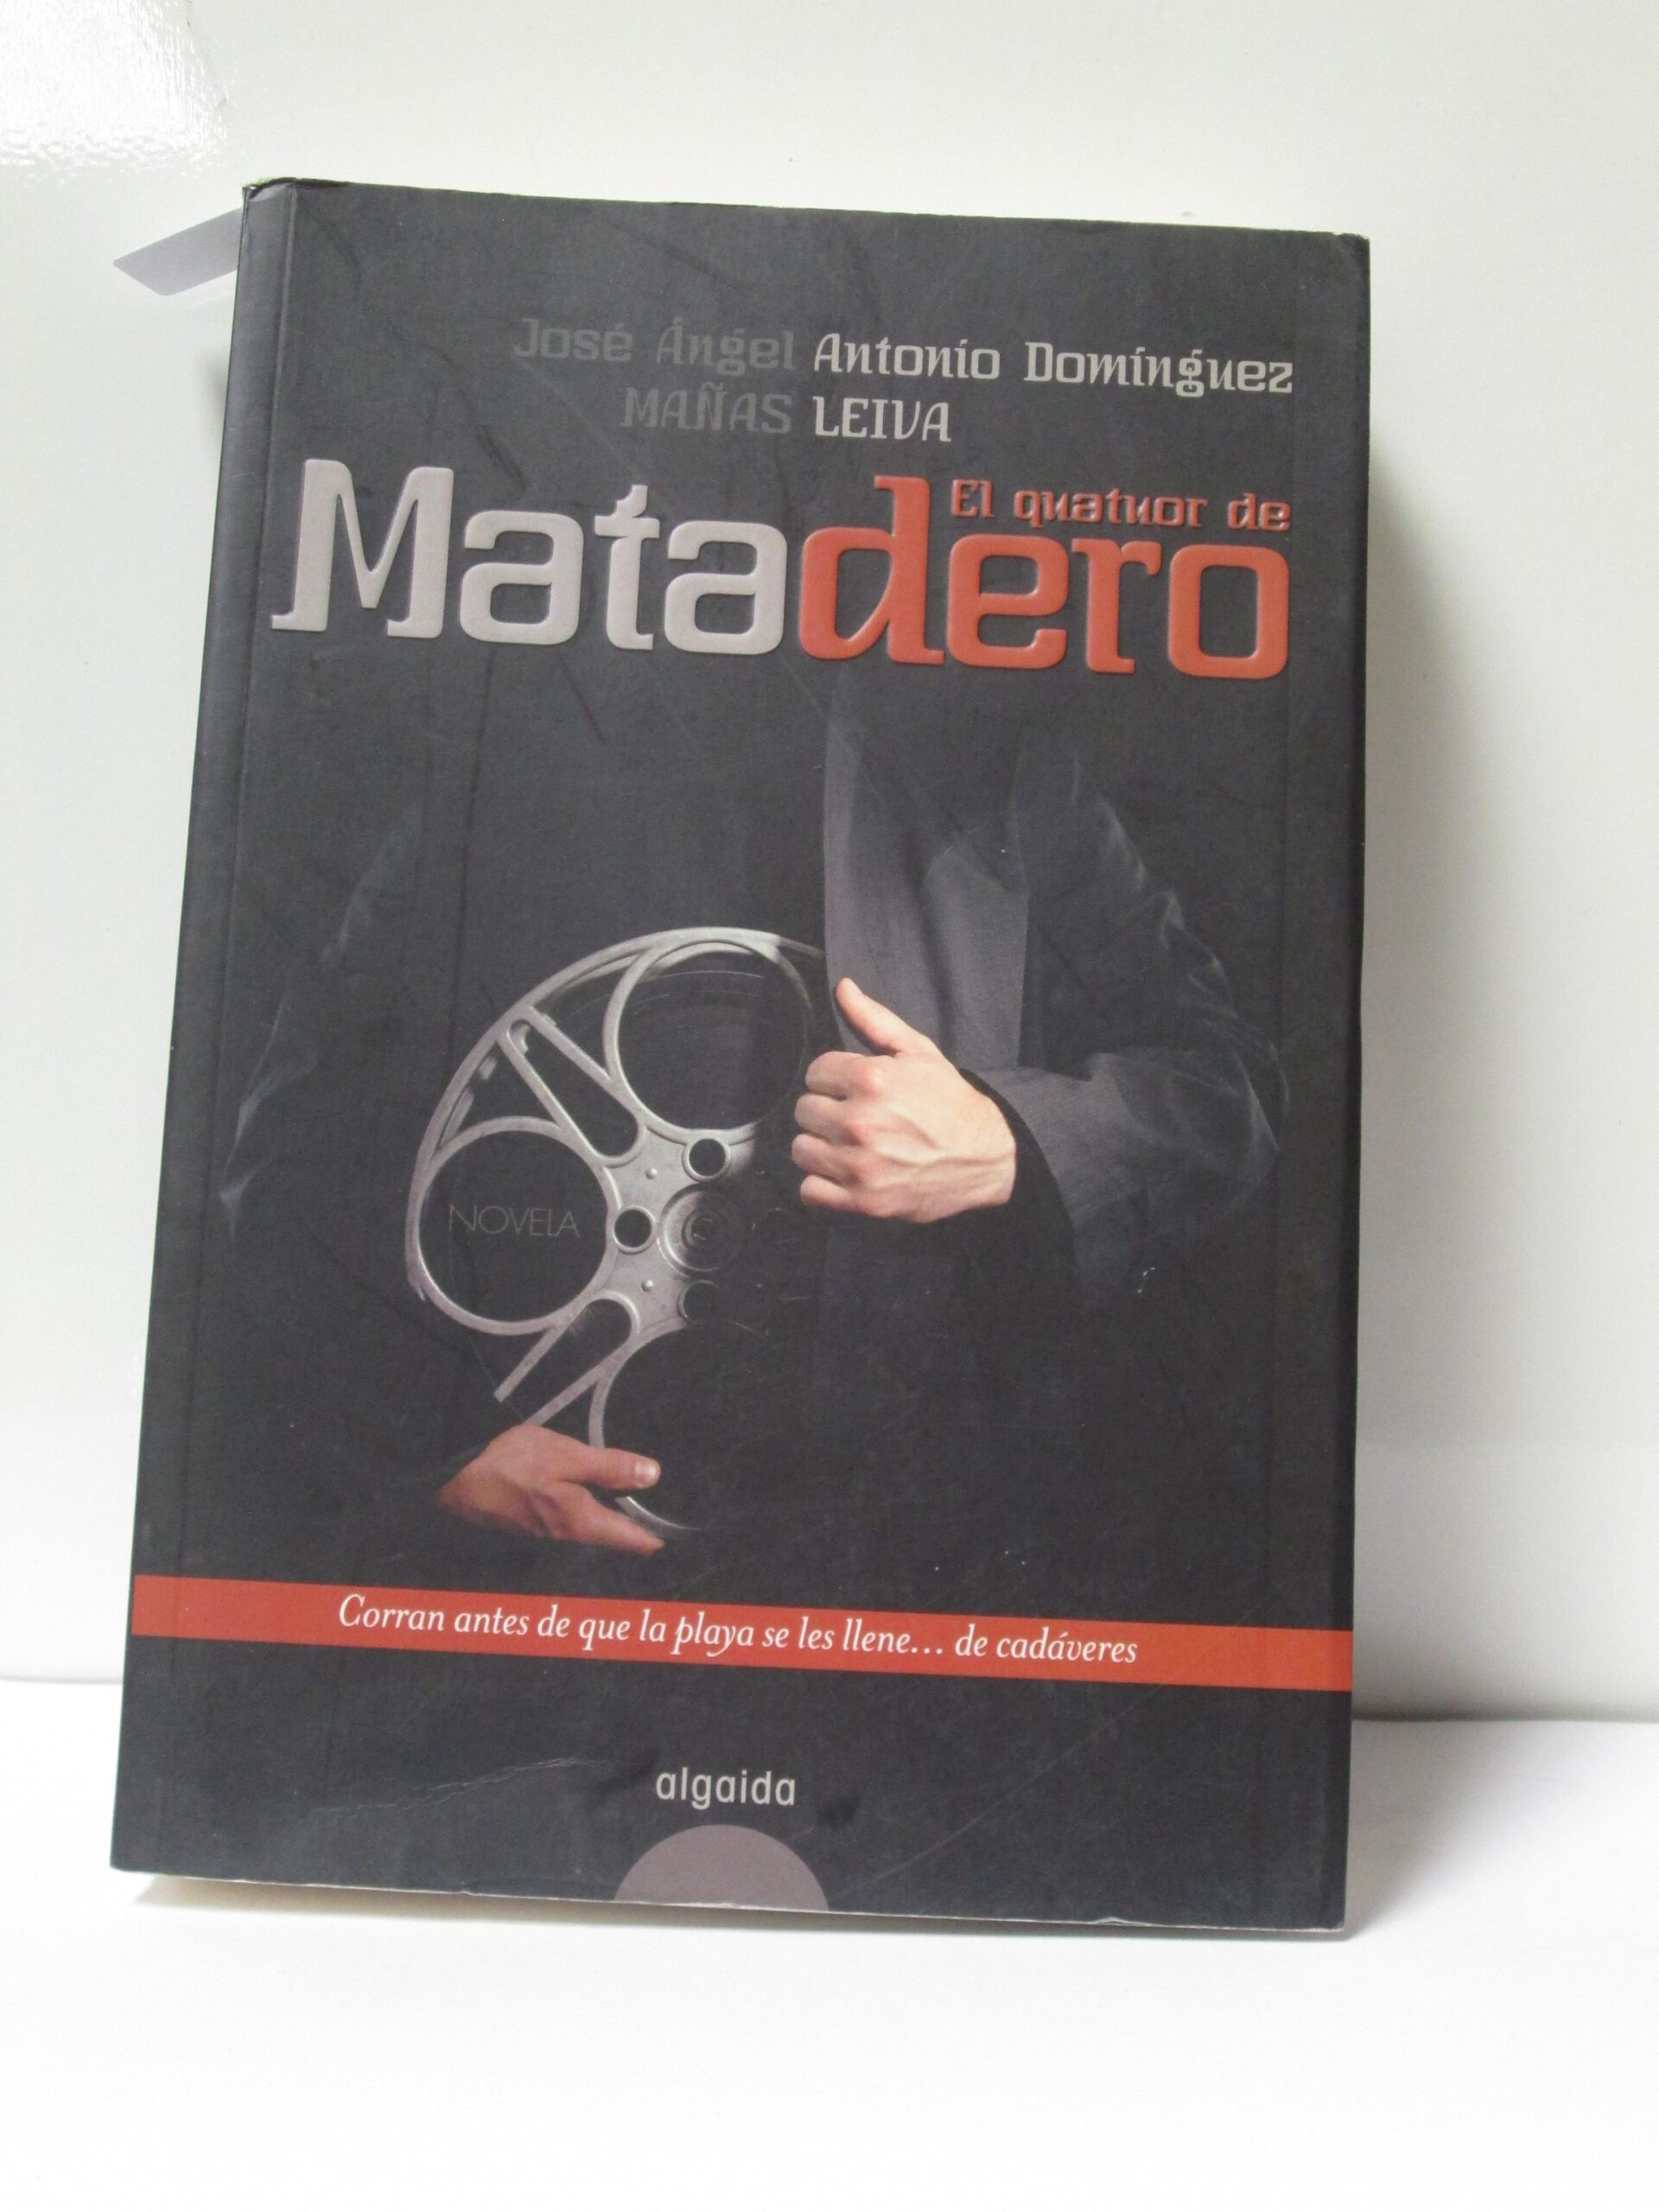 José Ángel Antonio Domínguez
MAÑAS LEIVA
El quatuor de
Matadero
NOVELA
Corran antes de que la playa se les llene... de cadáveres
algaida